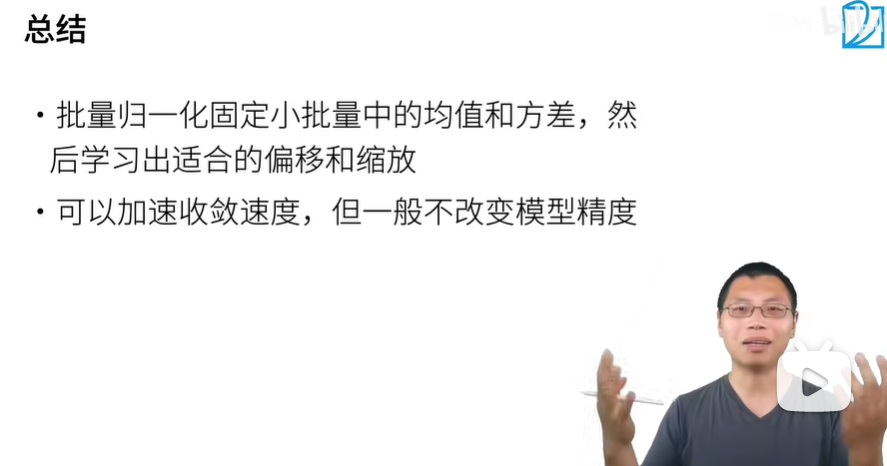 总结
bilibili
・批量归一化固定小批量中的均值和方差，然
后学习出适合的偏移和缩放
・可以加速收敛速度，但一般不改变模型精度